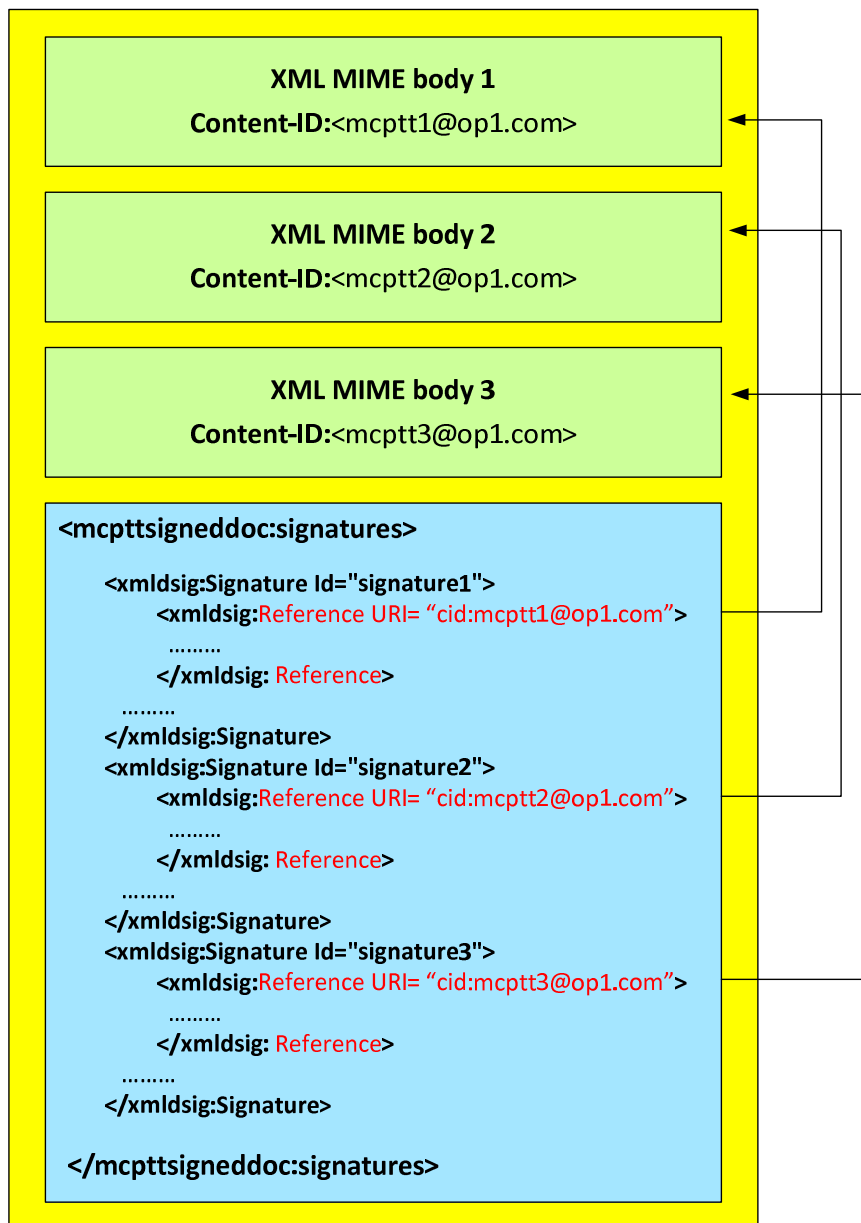 XML MIME body 1
Content-ID:<mcptt1@op1.com>
XML MIME body 2
Content-ID:<mcptt2@op1.com>
XML MIME body 3
Content-ID:<mcptt3@op1.com>
<mcpttsigneddoc:signatures>
<xmldsig:Signature Id="signature1">
<xmldsig:Reference URI= “cid:mcptt1@op1.com”>
.........
</xmldsig: Reference>
.........
</xmldsig:Signature>
<xmldsig:Signature Id="signature2">
<xmldsig:Reference URI= “cid:mcptt2@op1.com”>
.........
</xmldsig: Reference>
.........
</xmldsig:Signature>
<xmldsig:Signature Id="signature3">
<xmldsig:Reference URI= “cid:mcptt3@op1.com”>
.........
</xmldsig: Reference>
.........
</xmldsig:Signature>
</mcpttsigneddoc:signatures>